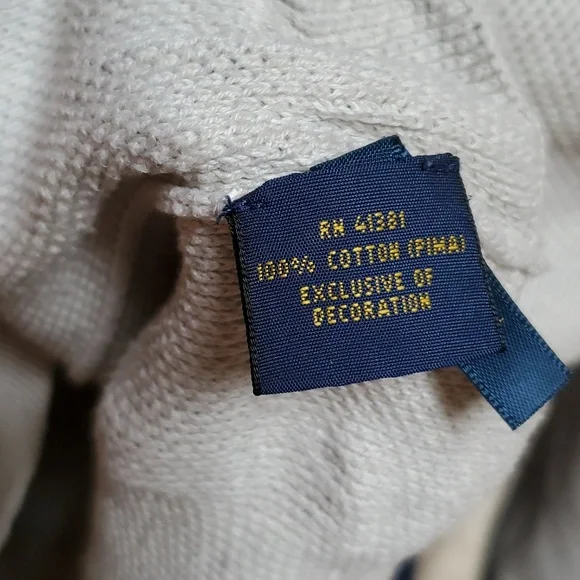 RN 41381
100% COTTON (PIMA)
EXCLUSIVE OF
DECORATION